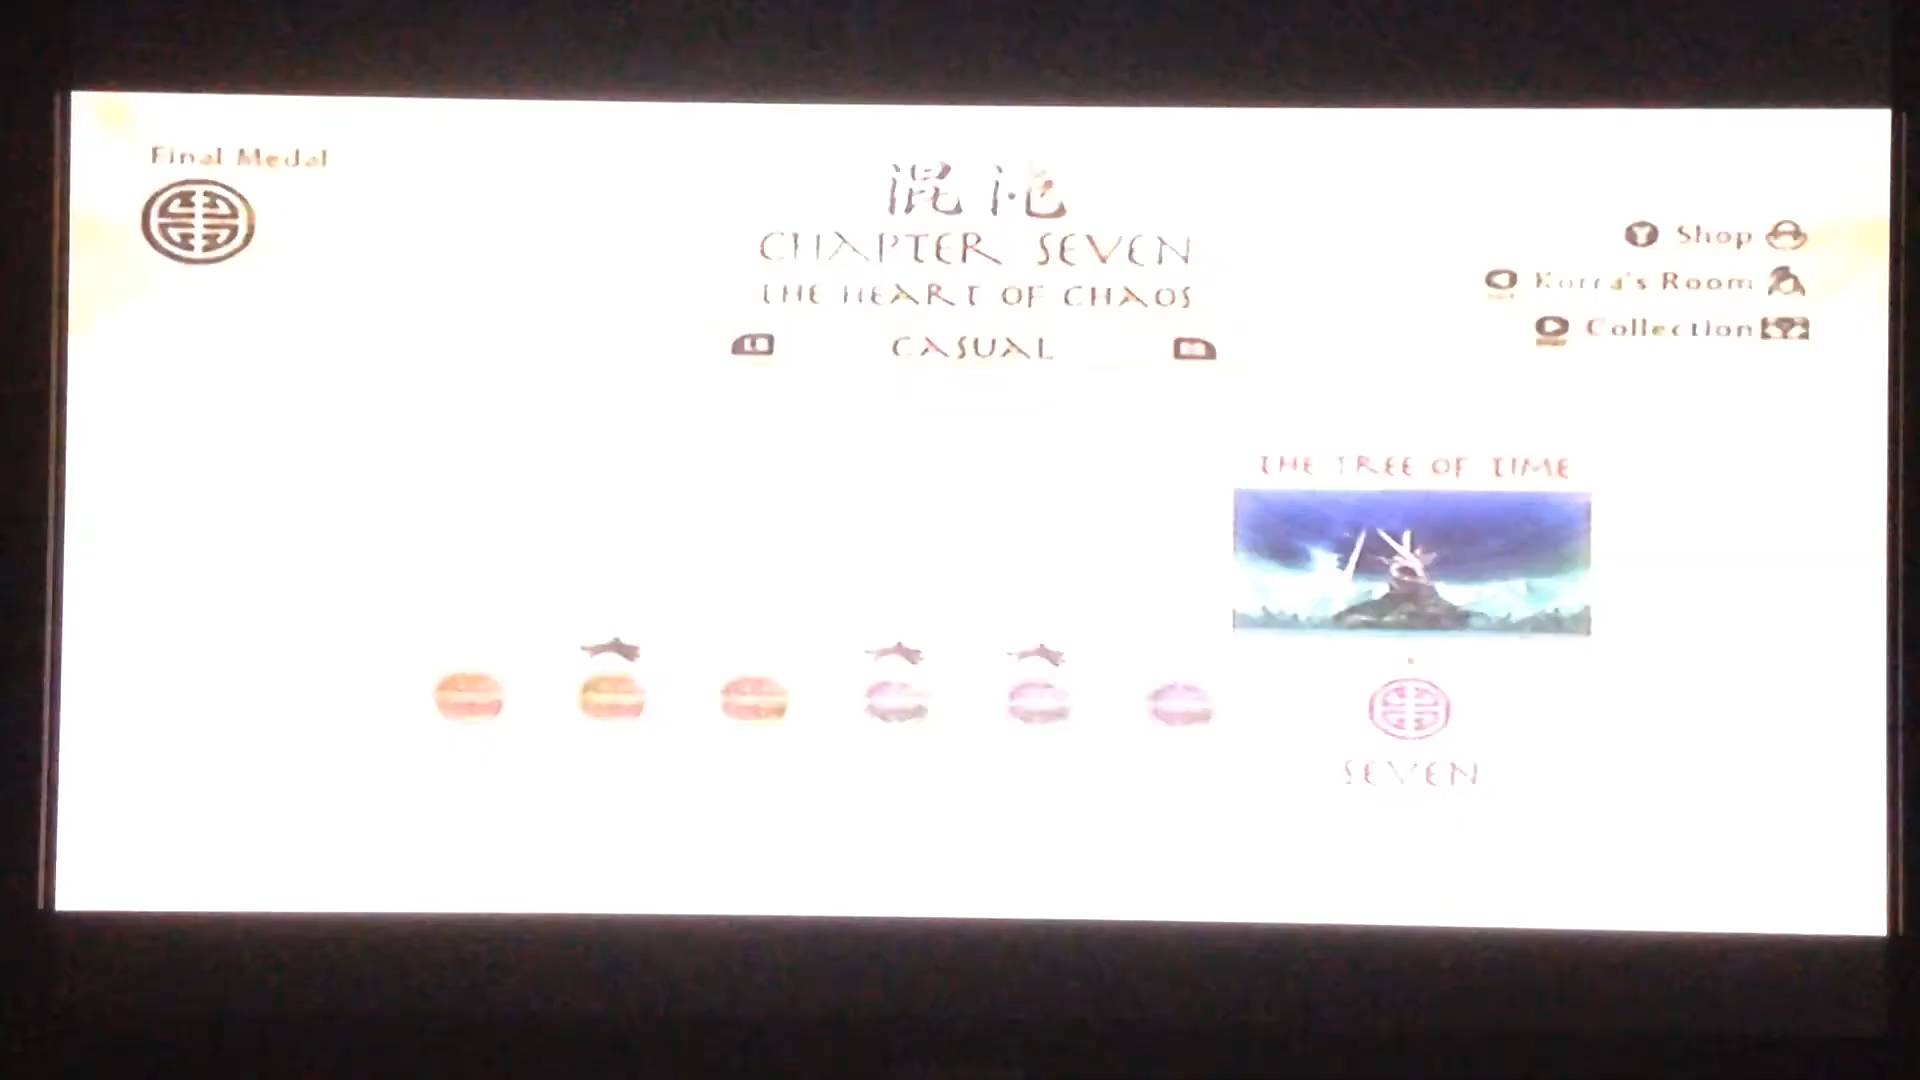 Final Medal
混沌
CHAPTER SEVEN
THE HEART OF CHAOS
LB
CASUAL
Y Shop
Korra's Room
Collection
THE TREE OF TIME
SEVEN